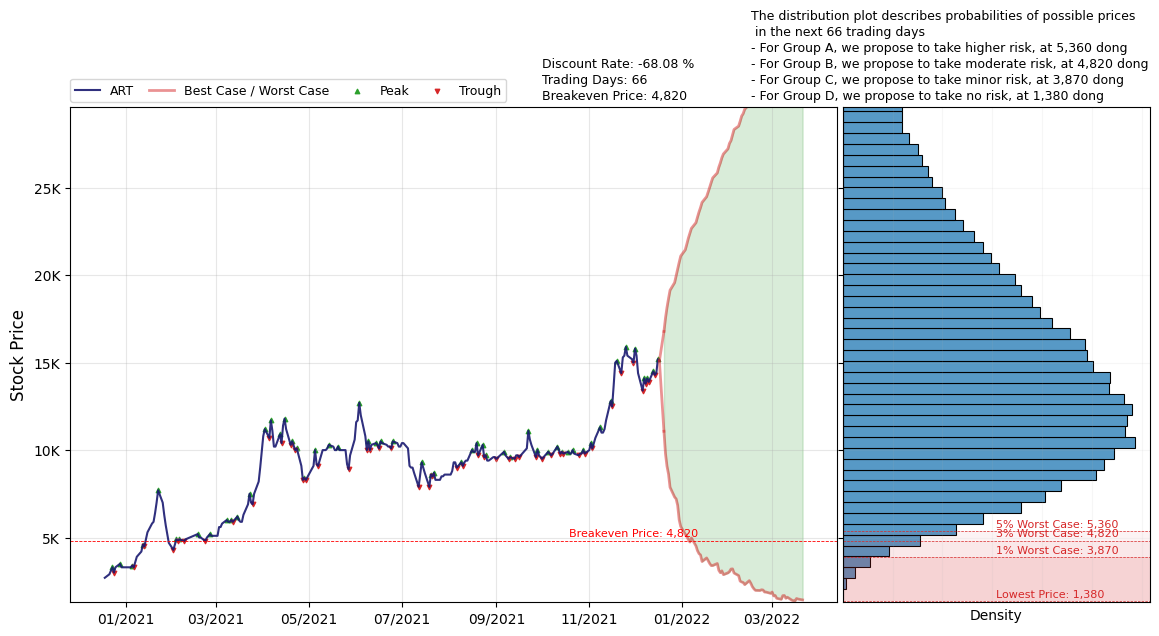 The distribution plot describes probabilities of possible prices
in the next 66 trading days
- For Group A, we propose to take higher risk, at 5,360 dong
- For Group B, we propose to take moderate risk, at 4,820 dong
- For Group C, we propose to take minor risk, at 3,870 dong
- For Group D, we propose to take no risk, at 1,380 dong
Discount Rate: -68.08 %
Trading Days: 66
Breakeven Price: 4,820
ART
Best Case / Worst Case
Peak
Trough
Stock Price
25K
20K
15K
10K
5K
Breakeven Price: 4,820
01/2021
03/2021
05/2021
07/2021
09/2021
11/2021
01/2022
03/2022
5% Worst Case: 5,360
3% Worst Case: 4,820
1% Worst Case: 3,870
Lowest Price: 1,380
Density